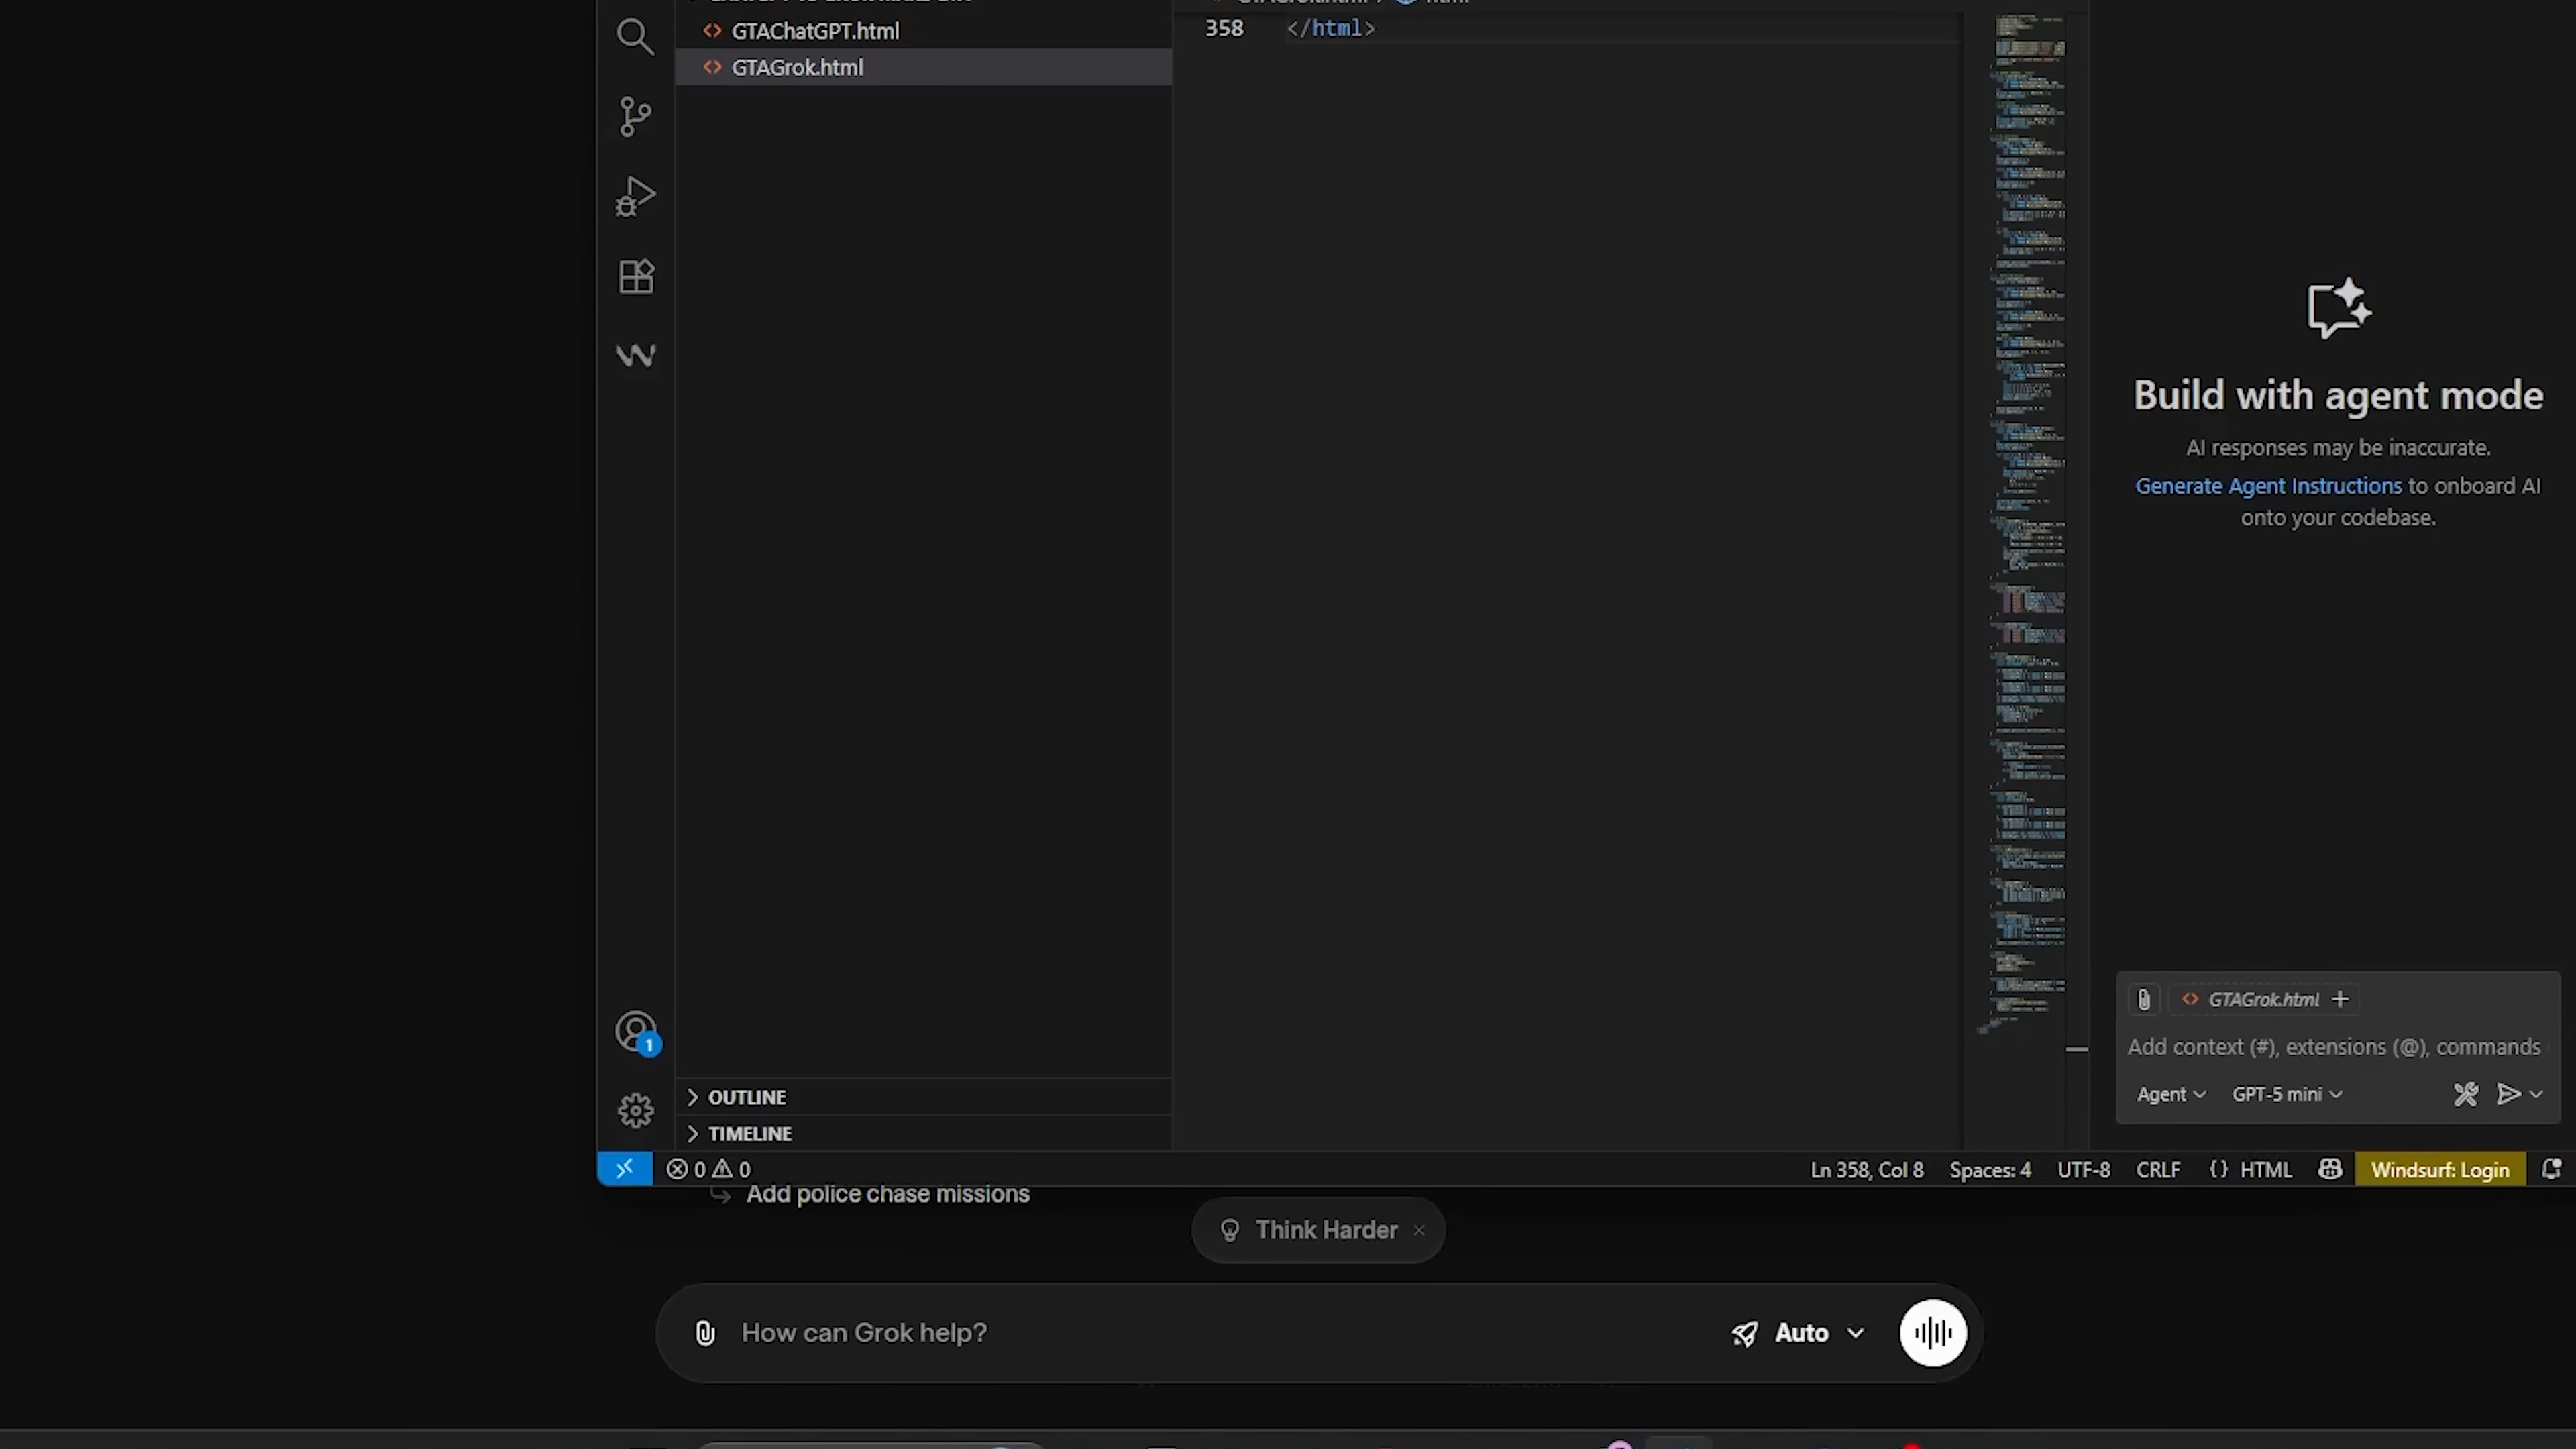 GTAChatGPT.html
GTAGrok.html
358 </html>
Build with agent mode
AI responses may be inaccurate.
Generate Agent Instructions to onboard AI
onto your codebase.
1
GTAGrok.html
Add context (#), extensions (@), commands
Agent GPT-5 mini
OUTLINE
TIMELINE
0 0 Ln 358, Col 8 Spaces: 4 UTF-8 CRLF {} HTML Windsurf: Login
Add police chase missions
Think Harder
How can Grok help? Auto